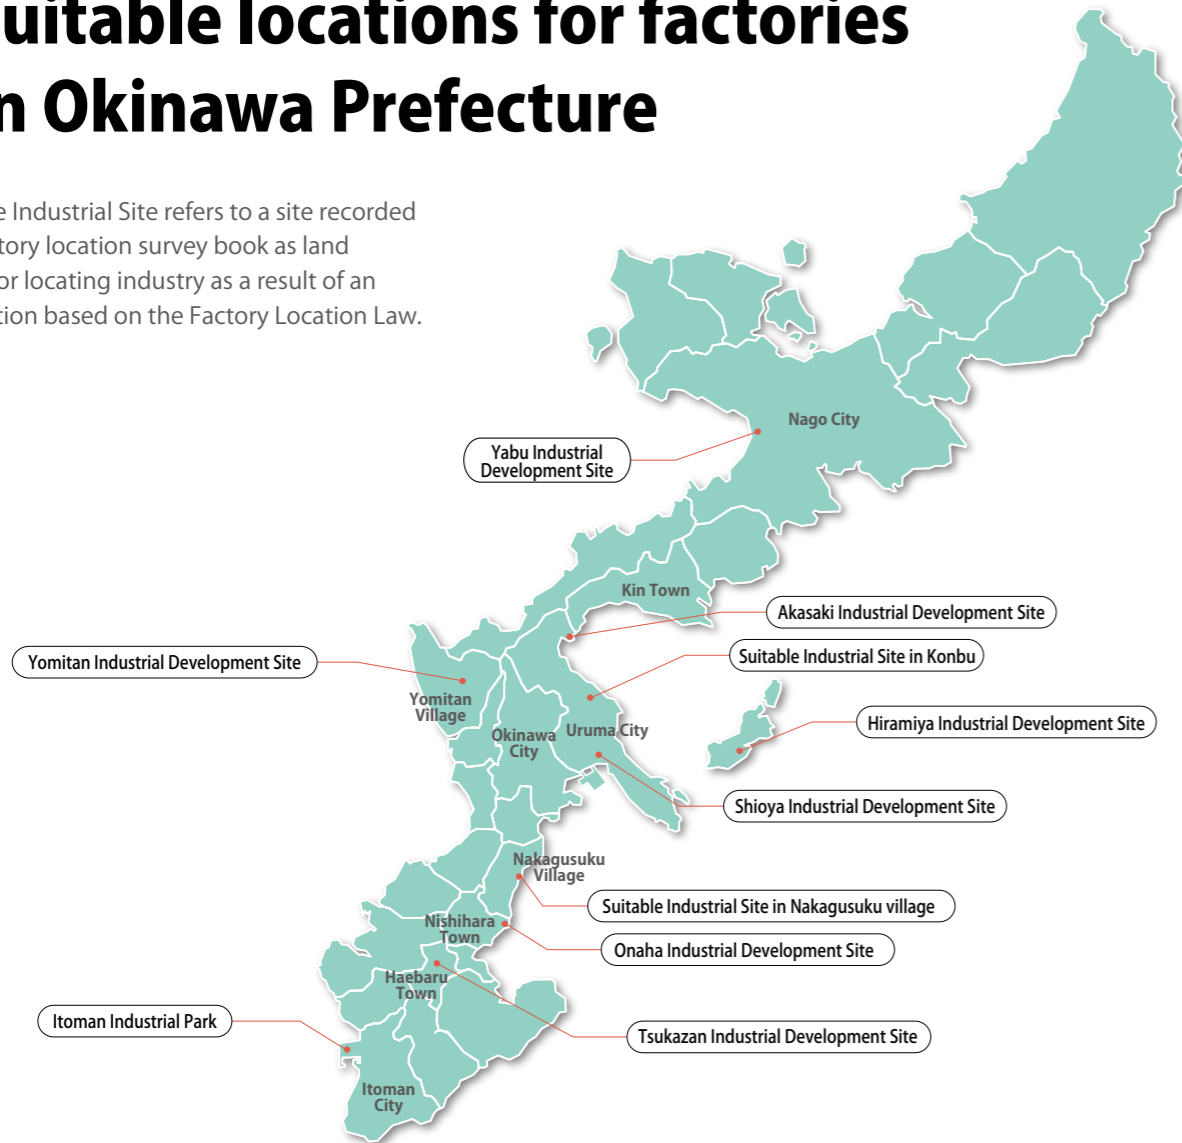 uitable locations for factories
n Okinawa Prefecture
e Industrial Site refers to a site recorded
tory location survey book as land
or locating industry as a result of an
tion based on the Factory Location Law.
Nago City
Yabu Industrial
Development Site
Kin Town
Akasaki Industrial Development Site
Suitable Industrial Site in Konbu
Yomitan Industrial Development Site
Yomitan
Village
Okinawa
City
Uruma City
Hiramiya Industrial Development Site
Shioya Industrial Development Site
Nakagusuku
Village
Suitable Industrial Site in Nakagusuku village
Nishihara
Town
Onaha Industrial Development Site
Haebaru
Town
Itoman Industrial Park
Tsukazan Industrial Development Site
Itoman
City